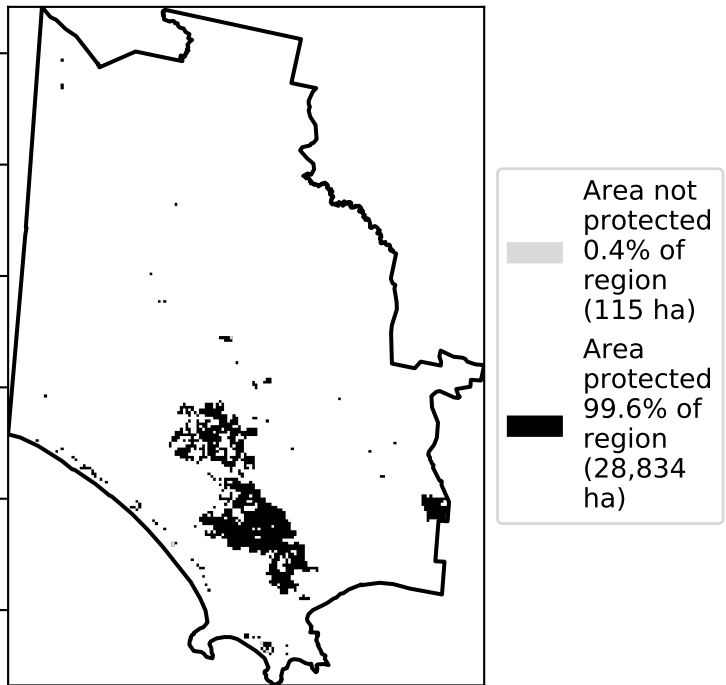 Area not
protected
0.4% of
region
(115 ha)
Area
protected
99.6% of
region
(28,834
ha)